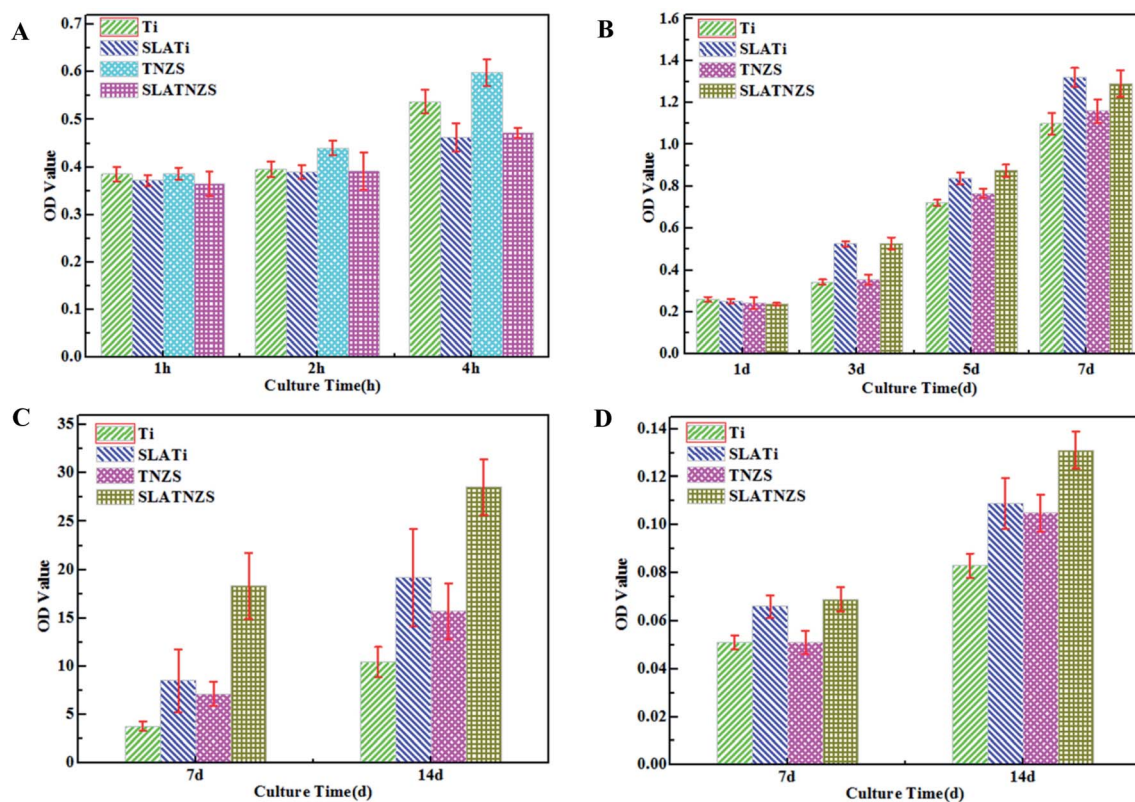 A
OD Value
0.7
0.6
0.5
0.4
0.3
0.2
0.1
0.0
Ti
SLATi
TNZS
SLATNZS
1h
2h
4h
Culture Time(h)
B
OD Value
1.6
1.4
1.2
1.0
0.8
0.6
0.4
0.2
0.0
Ti
SLATi
TNZS
SLATNZS
1d
3d
5d
7d
Culture Time(d)
C
OD Value
35
30
25
20
15
10
5
0
Ti
SLATi
TNZS
SLATNZS
7d
14d
Culture Time(d)
D
OD Value
0.14
0.12
0.10
0.08
0.06
0.04
0.02
0.00
Ti
SLATi
TNZS
SLATNZS
7d
14d
Culture Time(d)